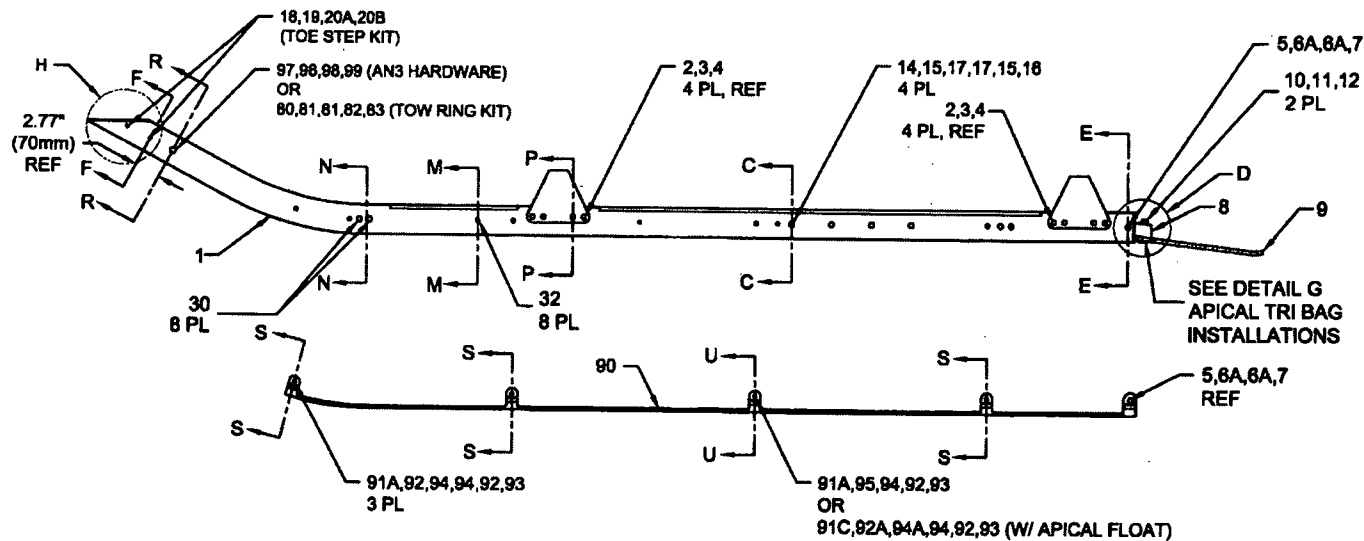 18,19,20A,20B
(TOE STEP KIT)
5,6A,6A,7
H
R
F
97,98,98,99 (AN3 HARDWARE)
OR
80,81,81,82,83 (TOW RING KIT)
2,3,4
4 PL, REF
14,15,17,17,15,16
4 PL
10,11,12
2 PL
2,3,4
4 PL, REF
2.77"
(70mm)
REF
E
D
8
N
M
P
C
F
R
9
1
N
M
P
C
E
30
8 PL
32
8 PL
SEE DETAIL G
APICAL TRI BAG
INSTALLATIONS
S
S
90
U
S
5,6A,6A,7
REF
S
S
U
S
91A,92,94,94,92,93
3 PL
91A,95,94,92,93
OR
91C,92A,94A,94,92,93 (W/ APICAL FLOAT)